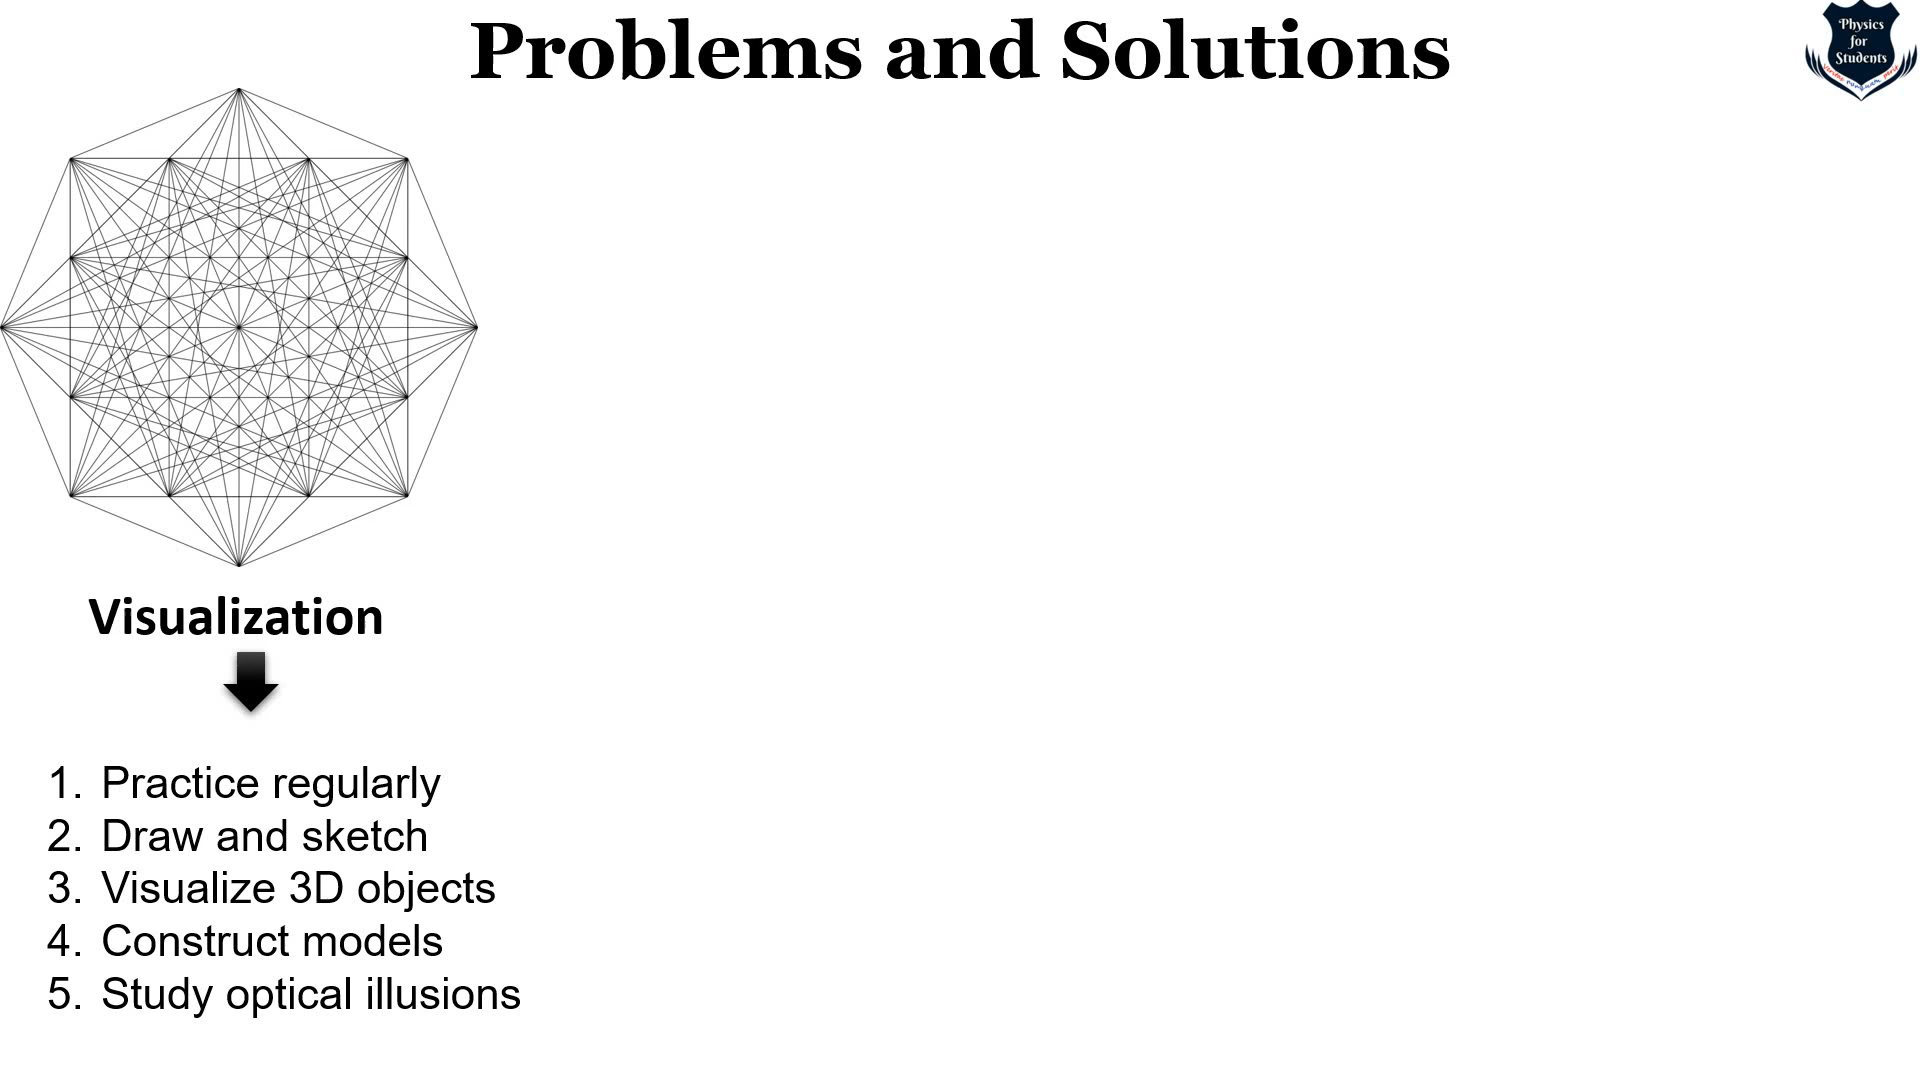 Problems and Solutions
Physics
for
Students
Visualization
1. Practice regularly
2. Draw and sketch
3. Visualize 3D objects
4. Construct models
5. Study optical illusions